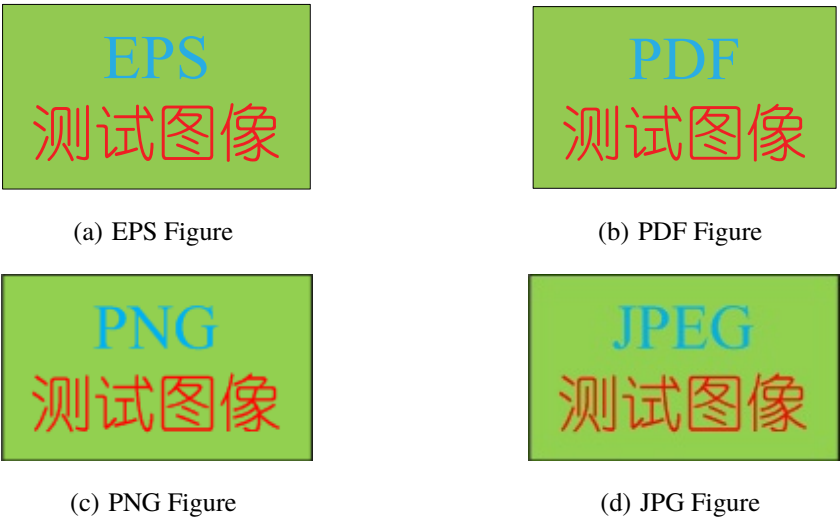 EPS
测试图像
(a) EPS Figure
PDF
测试图像
(b) PDF Figure
PNG
测试图像
(c) PNG Figure
JPEG
测试图像
(d) JPG Figure